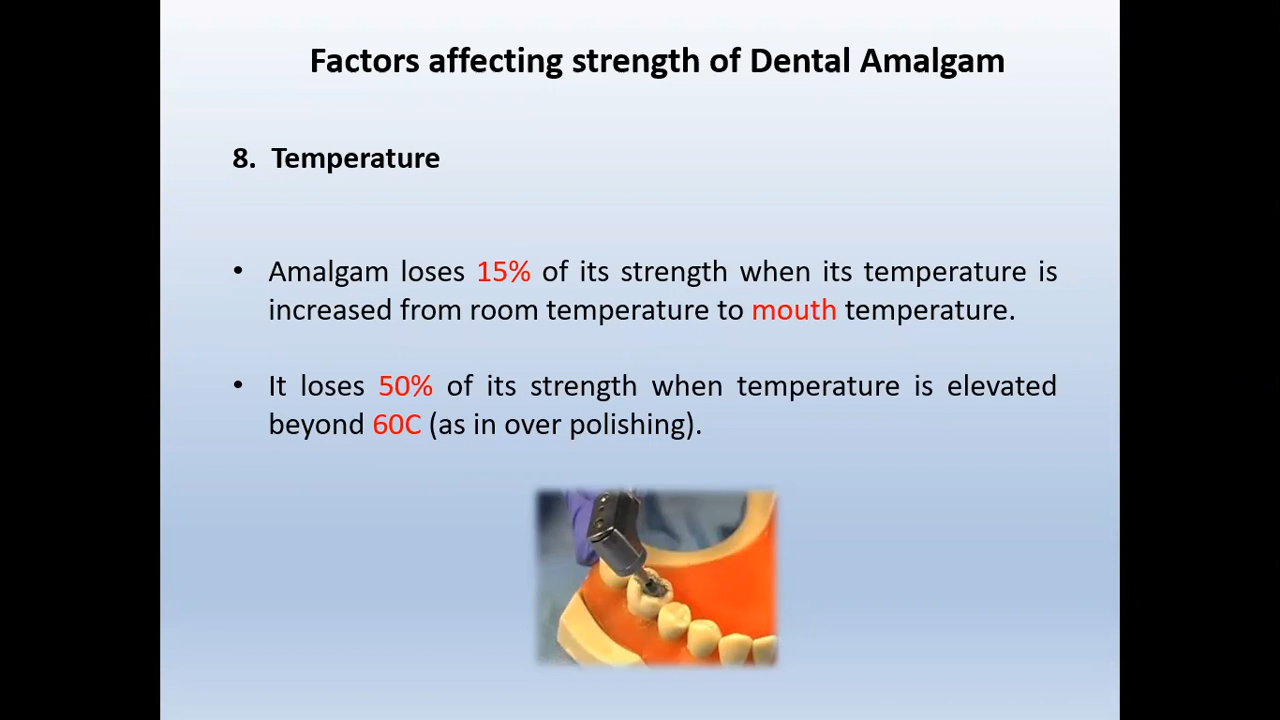 Factors affecting strength of Dental Amalgam
8. Temperature
• Amalgam loses 15% of its strength when its temperature is
increased from room temperature to mouth temperature.
• It loses 50% of its strength when temperature is elevated
beyond 60C (as in over polishing).